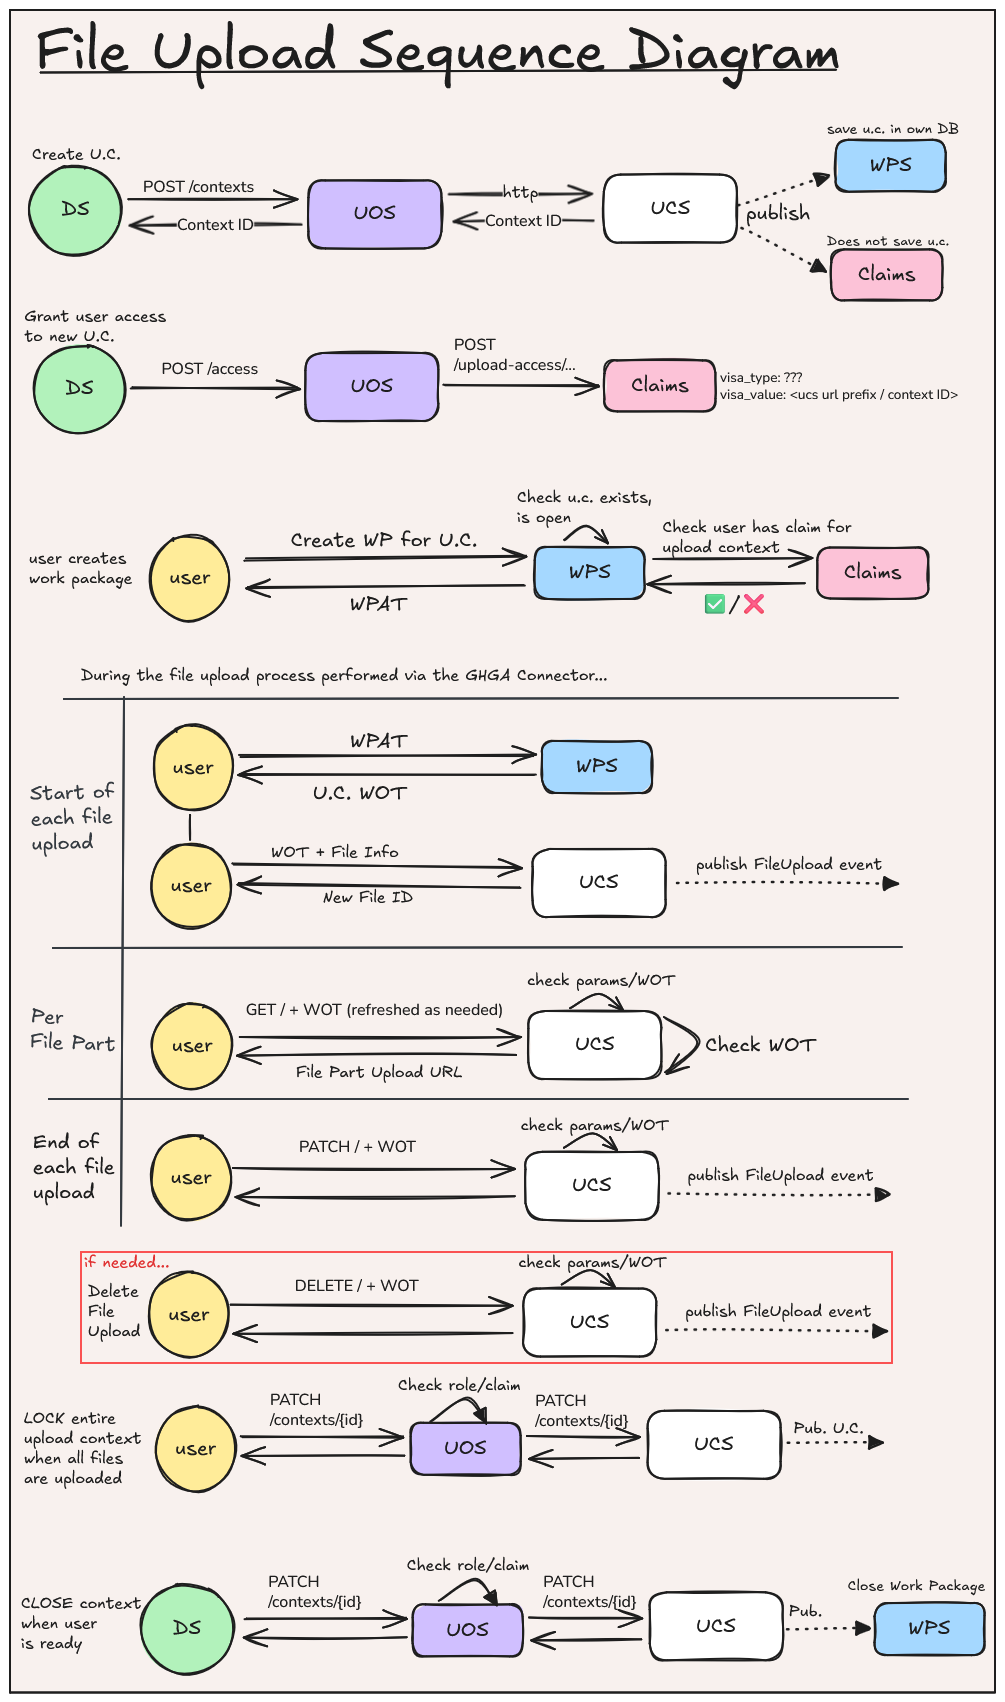 File Upload Sequence Diagram
Create U.C.
DS
POST /contexts
Context ID
UOS
http
Context ID
UCS
publish
save u.c. in own DB
WPS
Does not save u.c.
Claims
Grant user access
to new U.C.
DS
POST /access
UOS
POST
/upload-access/...
Claims
visa_type: ???
visa_value: <ucs url prefix / context ID>
user creates
work package
user
Create WP for U.C.
WPAT
Check u.c. exists,
is open
WPS
Check user has claim for
upload context
✅ / ❌
Claims
During the file upload process performed via the GHGA Connector...
Start of
each file
upload
user
WPAT
U.C. WOT
WPS
user
WOT + File Info
New File ID
UCS
publish FileUpload event
Per
File Part
user
GET / + WOT (refreshed as needed)
File Part Upload URL
check params/WOT
UCS
Check WOT
End of
each file
upload
user
PATCH / + WOT
check params/WOT
UCS
publish FileUpload event
if needed...
Delete
File
Upload
user
DELETE / + WOT
check params/WOT
UCS
publish FileUpload event
LOCK entire
upload context
when all files
are uploaded
user
PATCH
/contexts/{id}
Check role/claim
UOS
PATCH
/contexts/{id}
UCS
Pub. U.C.
CLOSE context
when user
is ready
DS
PATCH
/contexts/{id}
Check role/claim
UOS
PATCH
/contexts/{id}
UCS
Pub.
Close Work Package
WPS